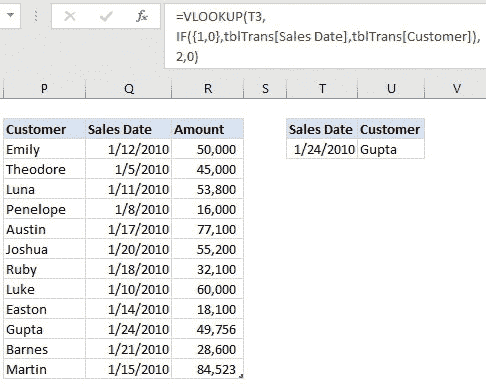 fx
=VLOOKUP(T3,
IF({1,0},tblTrans[Sales Date],tblTrans[Customer]),
2,0)
P Q R S T U V
Customer Sales Date Amount Sales Date Customer
Emily 1/12/2010 50,000 1/24/2010 Gupta
Theodore 1/5/2010 45,000
Luna 1/11/2010 53,800
Penelope 1/8/2010 16,000
Austin 1/17/2010 77,100
Joshua 1/20/2010 55,200
Ruby 1/18/2010 32,100
Luke 1/10/2010 60,000
Easton 1/14/2010 18,100
Gupta 1/24/2010 49,756
Barnes 1/21/2010 28,600
Martin 1/15/2010 84,523